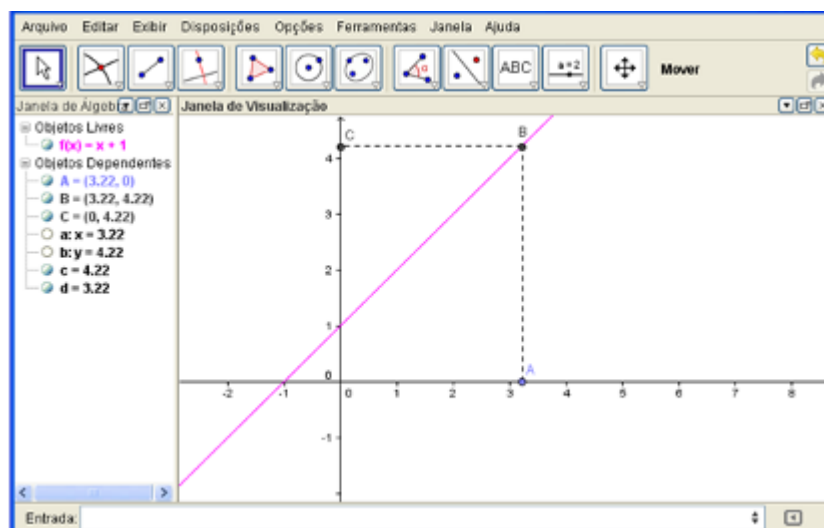 Arquivo Editar Exibir Disposições Opções Ferramentas Janela Ajuda
ABC a=2 Mover
Janela de Álgeb
Janela de Visualização
Objetos Livres
f(x) = x + 1
Objetos Dependentes
A = (3.22, 0)
B = (3.22, 4.22)
C = (0, 4.22)
a: x = 3.22
b: y = 4.22
c = 4.22
d = 3.22
C B
4
3
2
1
0 A
-2 -1 0 1 2 3 4 5 6 7 8
-1
Entrada: